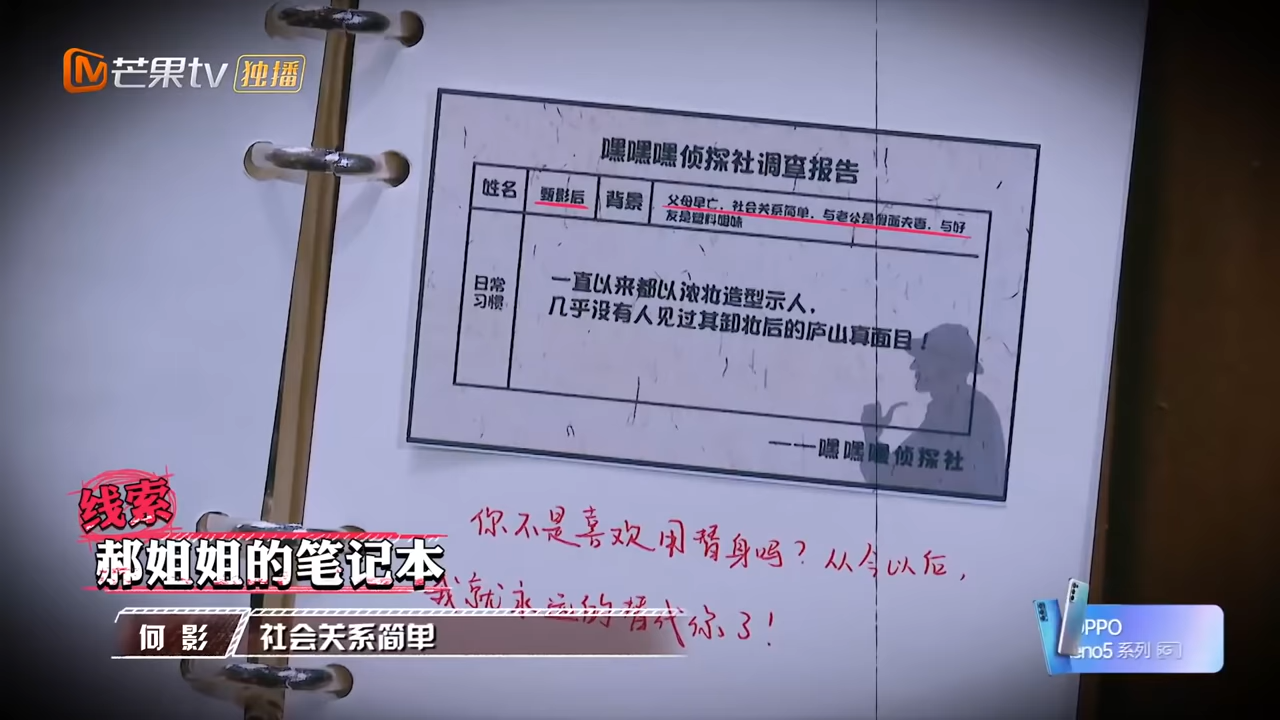 芒果tv 独播
嘿嘿嘿侦探社调查报告
姓名
甄影后
背景
父母早亡，社会关系简单，与老公是假面夫妻，与好
友是塑料姐妹
日常
习惯
一直以来都以浓妆造型示人，
几乎没有人见过其卸妆后的庐山真面目！
——嘿嘿嘿侦探社
你不是喜欢用替身吗？从今以后，
我就永远的替代你了！
线索
郝姐姐的笔记本
何影 社会关系简单
OPPO
eno5 系列 5G